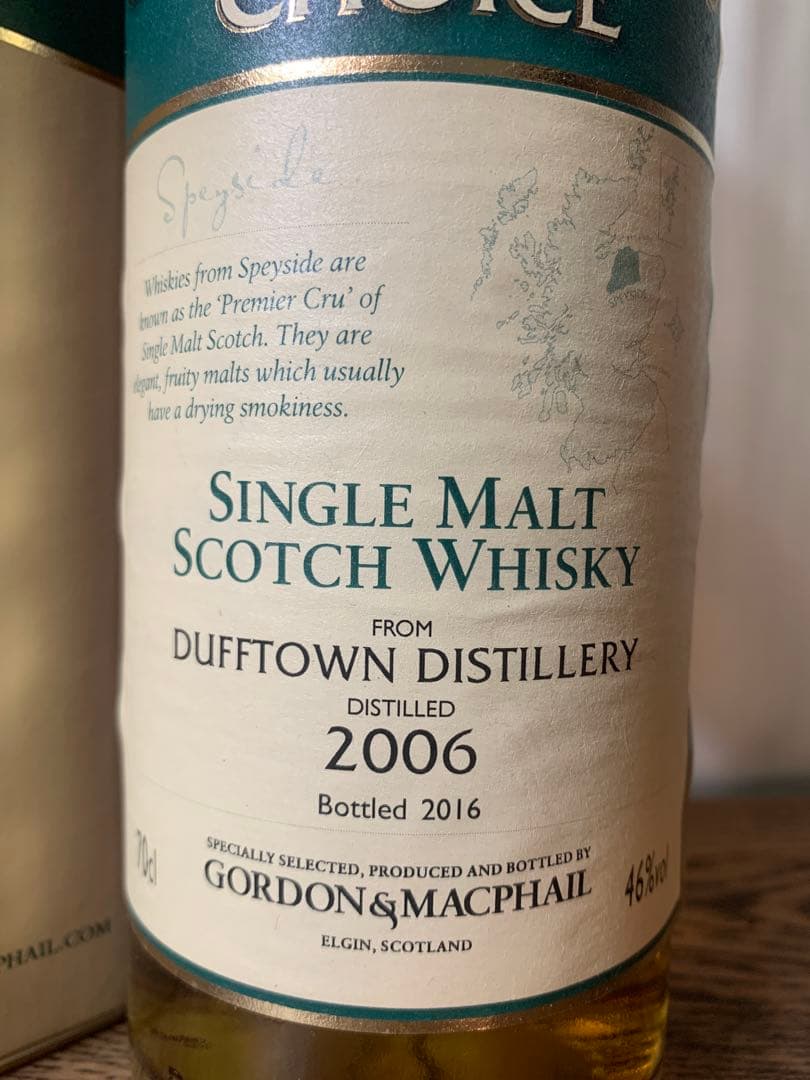 CHOICE
Speyside
Whiskies from Speyside are
known as the 'Premier Cru' of
Single Malt Scotch. They are
elegant, fruity malts which usually
have a drying smokiness.
SPEYSIDE
SINGLE MALT
SCOTCH WHISKY
FROM
DUFFTOWN DISTILLERY
DISTILLED
2006
Bottled 2016
70cl
SPECIALLY SELECTED, PRODUCED AND BOTTLED BY
GORDON&MACPHAIL
46%vol
ELGIN, SCOTLAND
PHAIL.COM